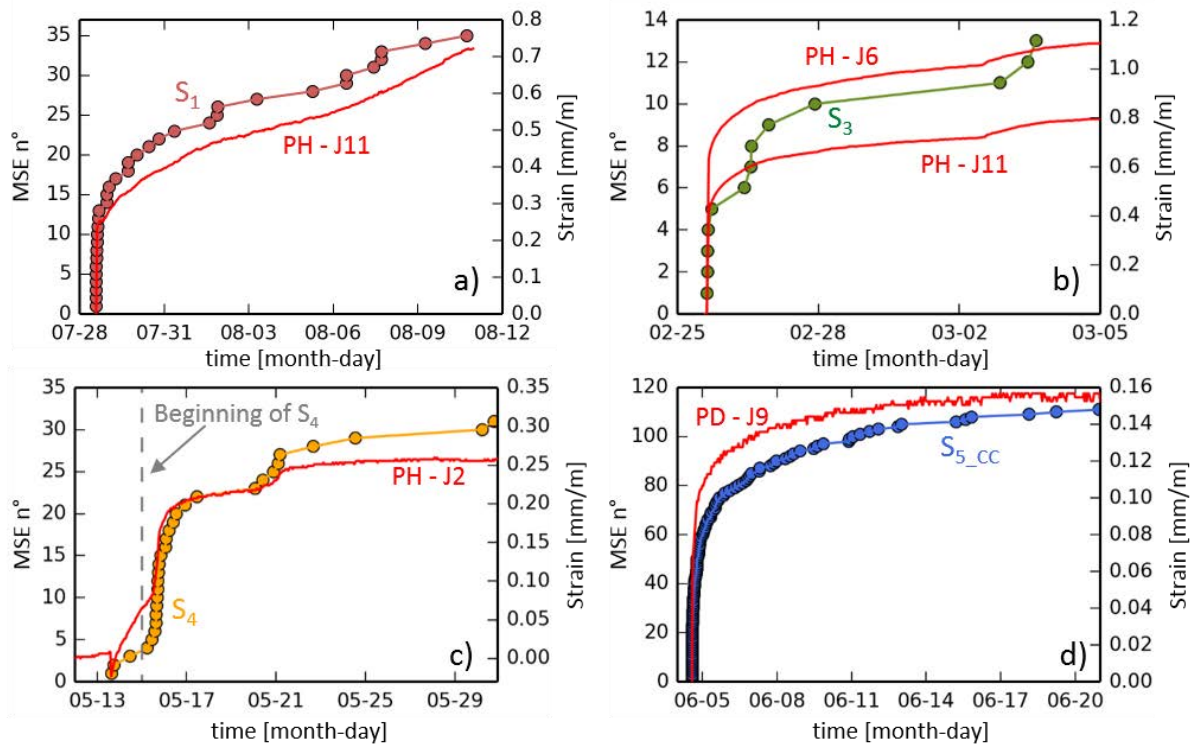 35
30
25
20
15
10
5
0
MSE n°
0.8
0.7
0.6
0.5
0.4
0.3
0.2
0.1
0.0
Strain [mm/m]
S1
PH - J11
a)
07-28 07-31 08-03 08-06 08-09 08-12
time [month-day]
14
12
10
8
6
4
2
0
MSE n°
1.2
1.0
0.8
0.6
0.4
0.2
0.0
Strain [mm/m]
PH - J6
S3
PH - J11
b)
02-25 02-28 03-02 03-05
time [month-day]
35
30
25
20
15
10
5
0
MSE n°
0.35
0.30
0.25
0.20
0.15
0.10
0.05
0.00
Strain [mm/m]
Beginning of S4
PH - J2
S4
c)
05-13 05-17 05-21 05-25 05-29
time [month-day]
120
100
80
60
40
20
0
MSE n°
0.16
0.14
0.12
0.10
0.08
0.06
0.04
0.02
0.00
Strain [mm/m]
PD - J9
S5_CC
d)
06-05 06-08 06-11 06-14 06-17 06-20
time [month-day]